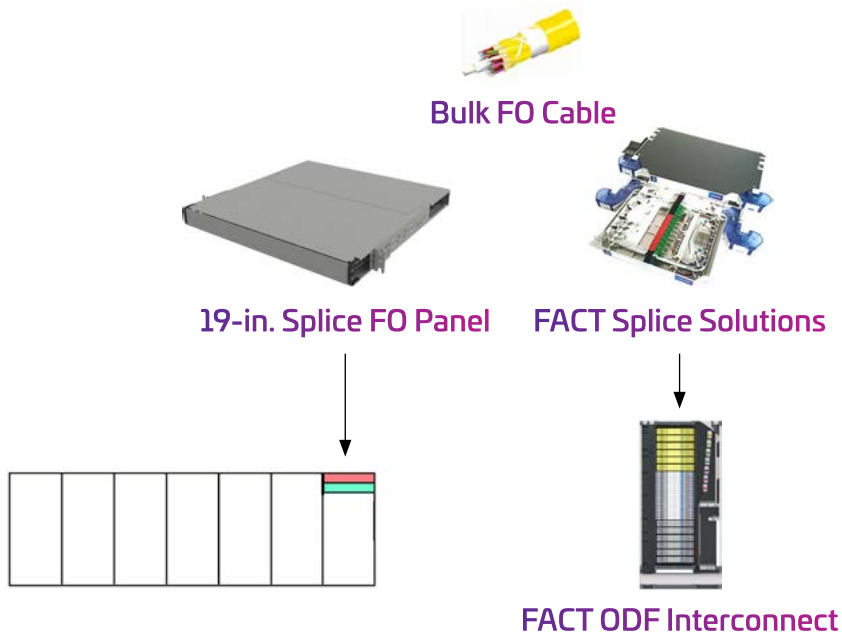 Bulk FO Cable
19-in. Splice FO Panel
FACT Splice Solutions
FACT ODF Interconnect